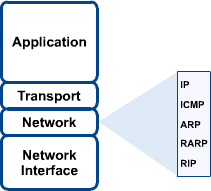 Application
Transport
Network
Network
Interface
IP
ICMP
ARP
RARP
RIP